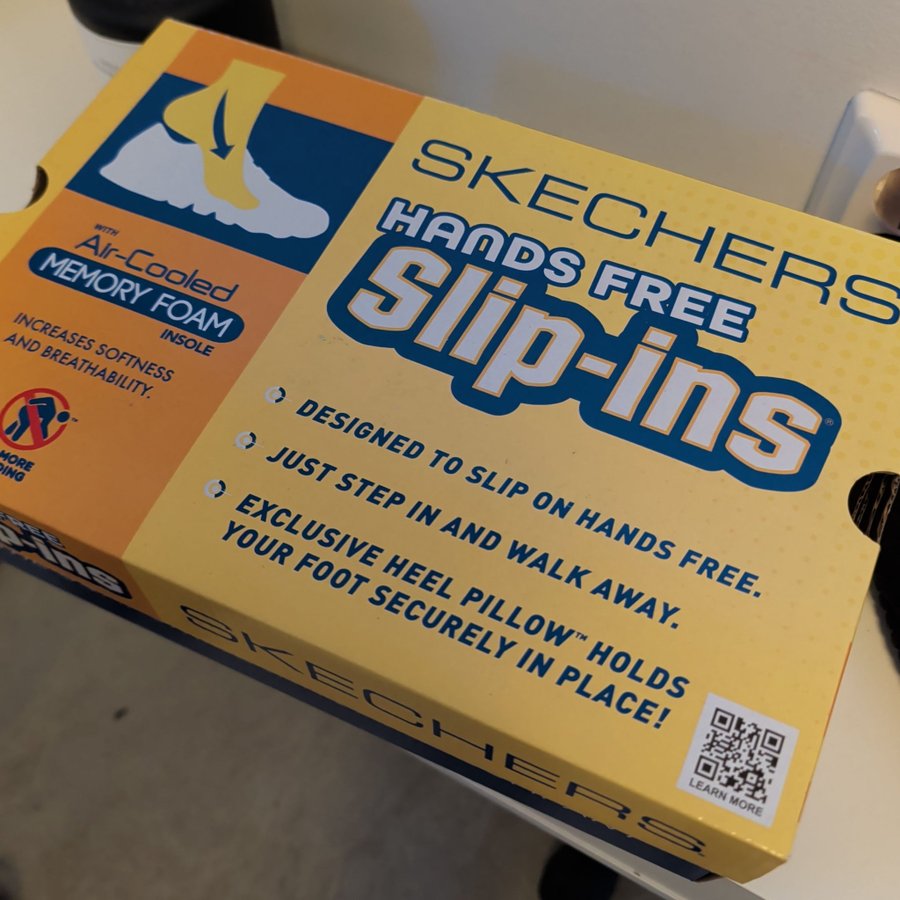 WITH
Air-Cooled
MEMORY FOAM
INSOLE
INCREASES SOFTNESS
AND BREATHABILITY.
™
MORE
SKECHERS
HANDS FREE
Slip-ins®
DESIGNED TO SLIP ON HANDS FREE.
JUST STEP IN AND WALK AWAY.
EXCLUSIVE HEEL PILLOW™ HOLDS
YOUR FOOT SECURELY IN PLACE!
LEARN MORE
SKECHERS